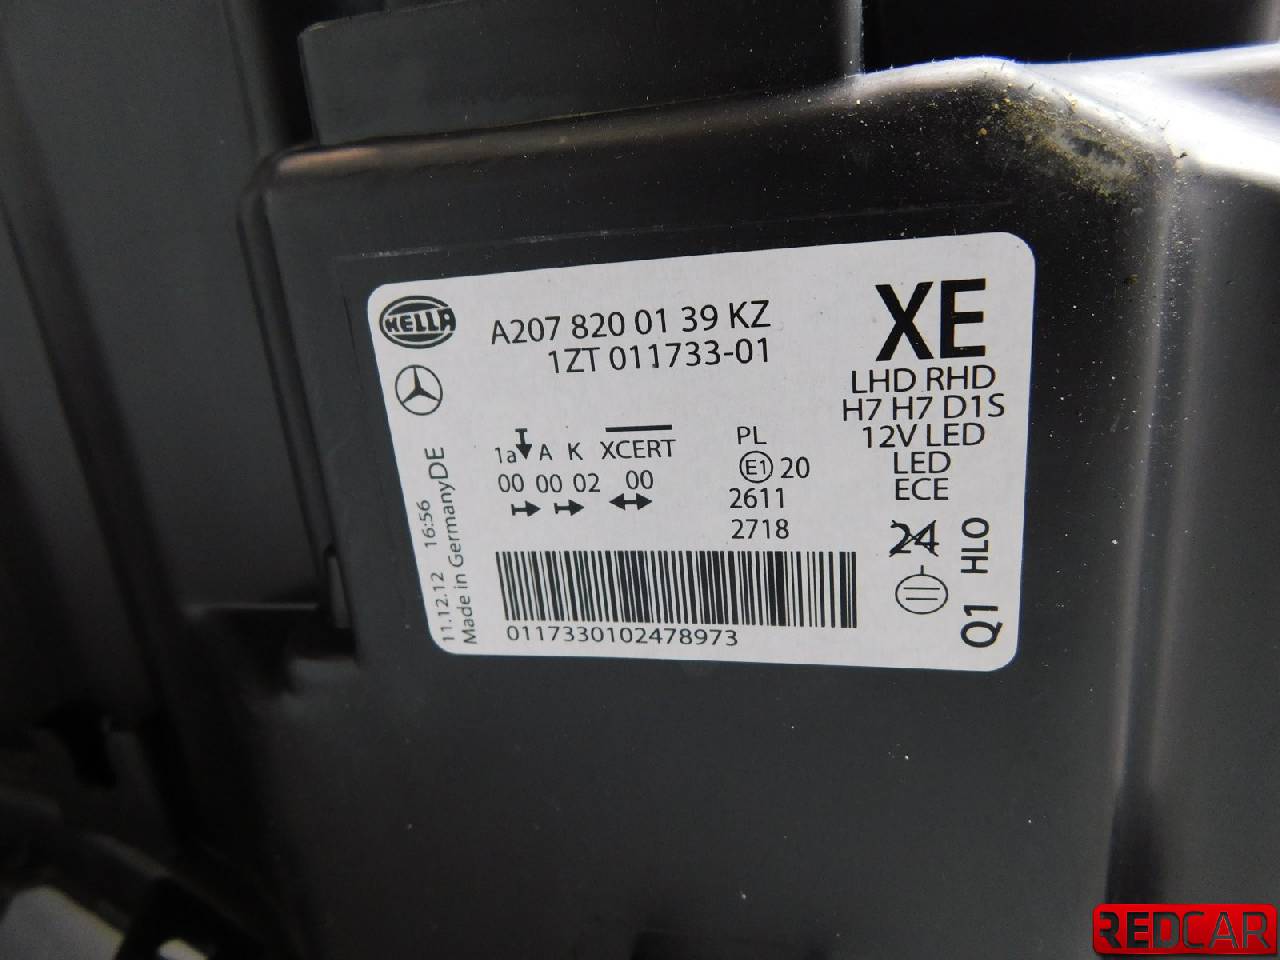 HELLA
A207 820 01 39 KZ
1ZT 011733-01
XE
LHD RHD
H7 H7 D1S
12V LED
LED
ECE
1a A K XCERT
00 00 02 00
PL
E1 20
2611
2718
24
Q1 HLO
11.12.12 16:56
Made in Germany DE
0117330102478973
REDCAR